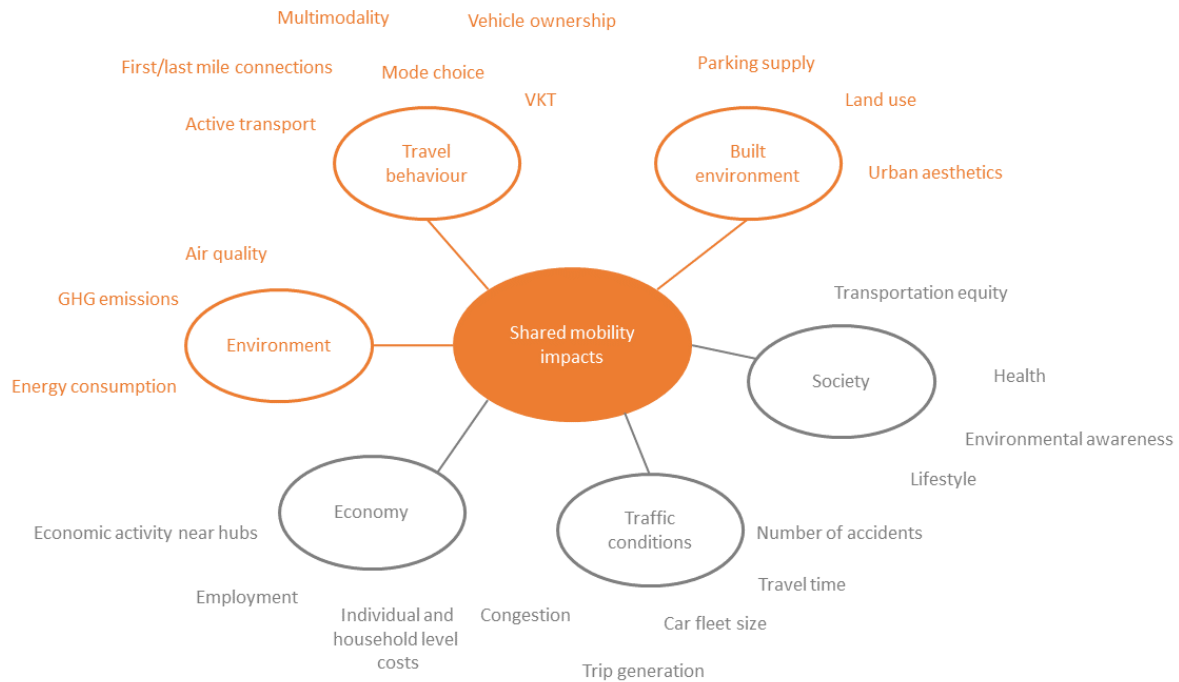 Multimodality
Vehicle ownership
First/last mile connections
Mode choice
VKT
Active transport
Travel
behaviour
Parking supply
Land use
Built
environment
Urban aesthetics
Air quality
GHG emissions
Environment
Energy consumption
Shared mobility
impacts
Transportation equity
Society
Health
Environmental awareness
Lifestyle
Economy
Economic activity near hubs
Employment
Individual and
household level
costs
Traffic
conditions
Number of accidents
Travel time
Congestion
Car fleet size
Trip generation